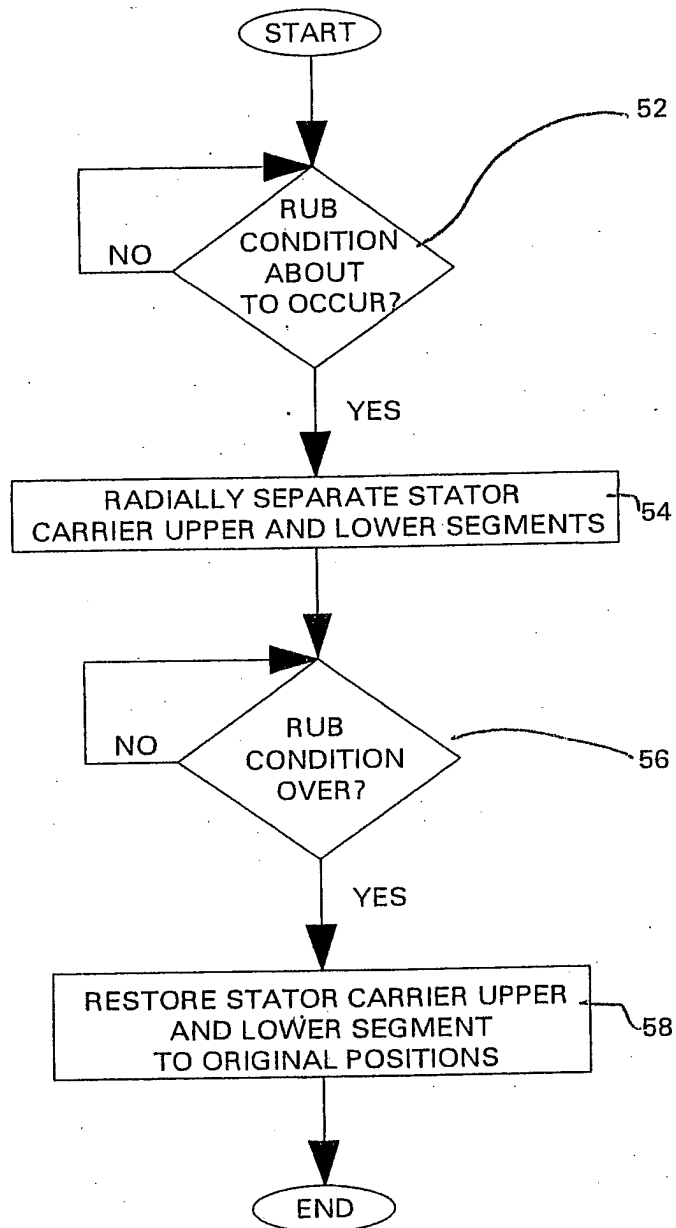 START
52
RUB
CONDITION
ABOUT
TO OCCUR?
NO
YES
RADIALLY SEPARATE STATOR
CARRIER UPPER AND LOWER SEGMENTS
54
RUB
CONDITION
OVER?
NO
56
YES
RESTORE STATOR CARRIER UPPER
AND LOWER SEGMENT
TO ORIGINAL POSITIONS
58
END